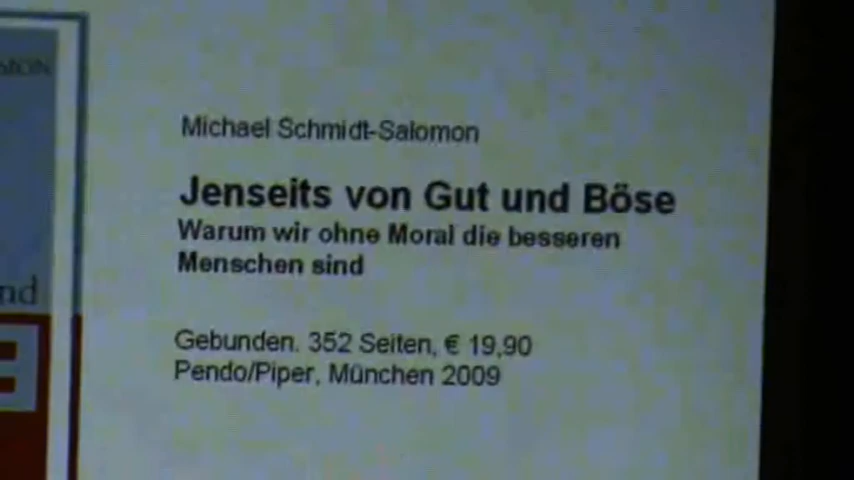 Michael Schmidt-Salomon
Jenseits von Gut und Böse
Warum wir ohne Moral die besseren
Menschen sind
Gebunden. 352 Seiten, € 19,90
Pendo/Piper, München 2009
nd